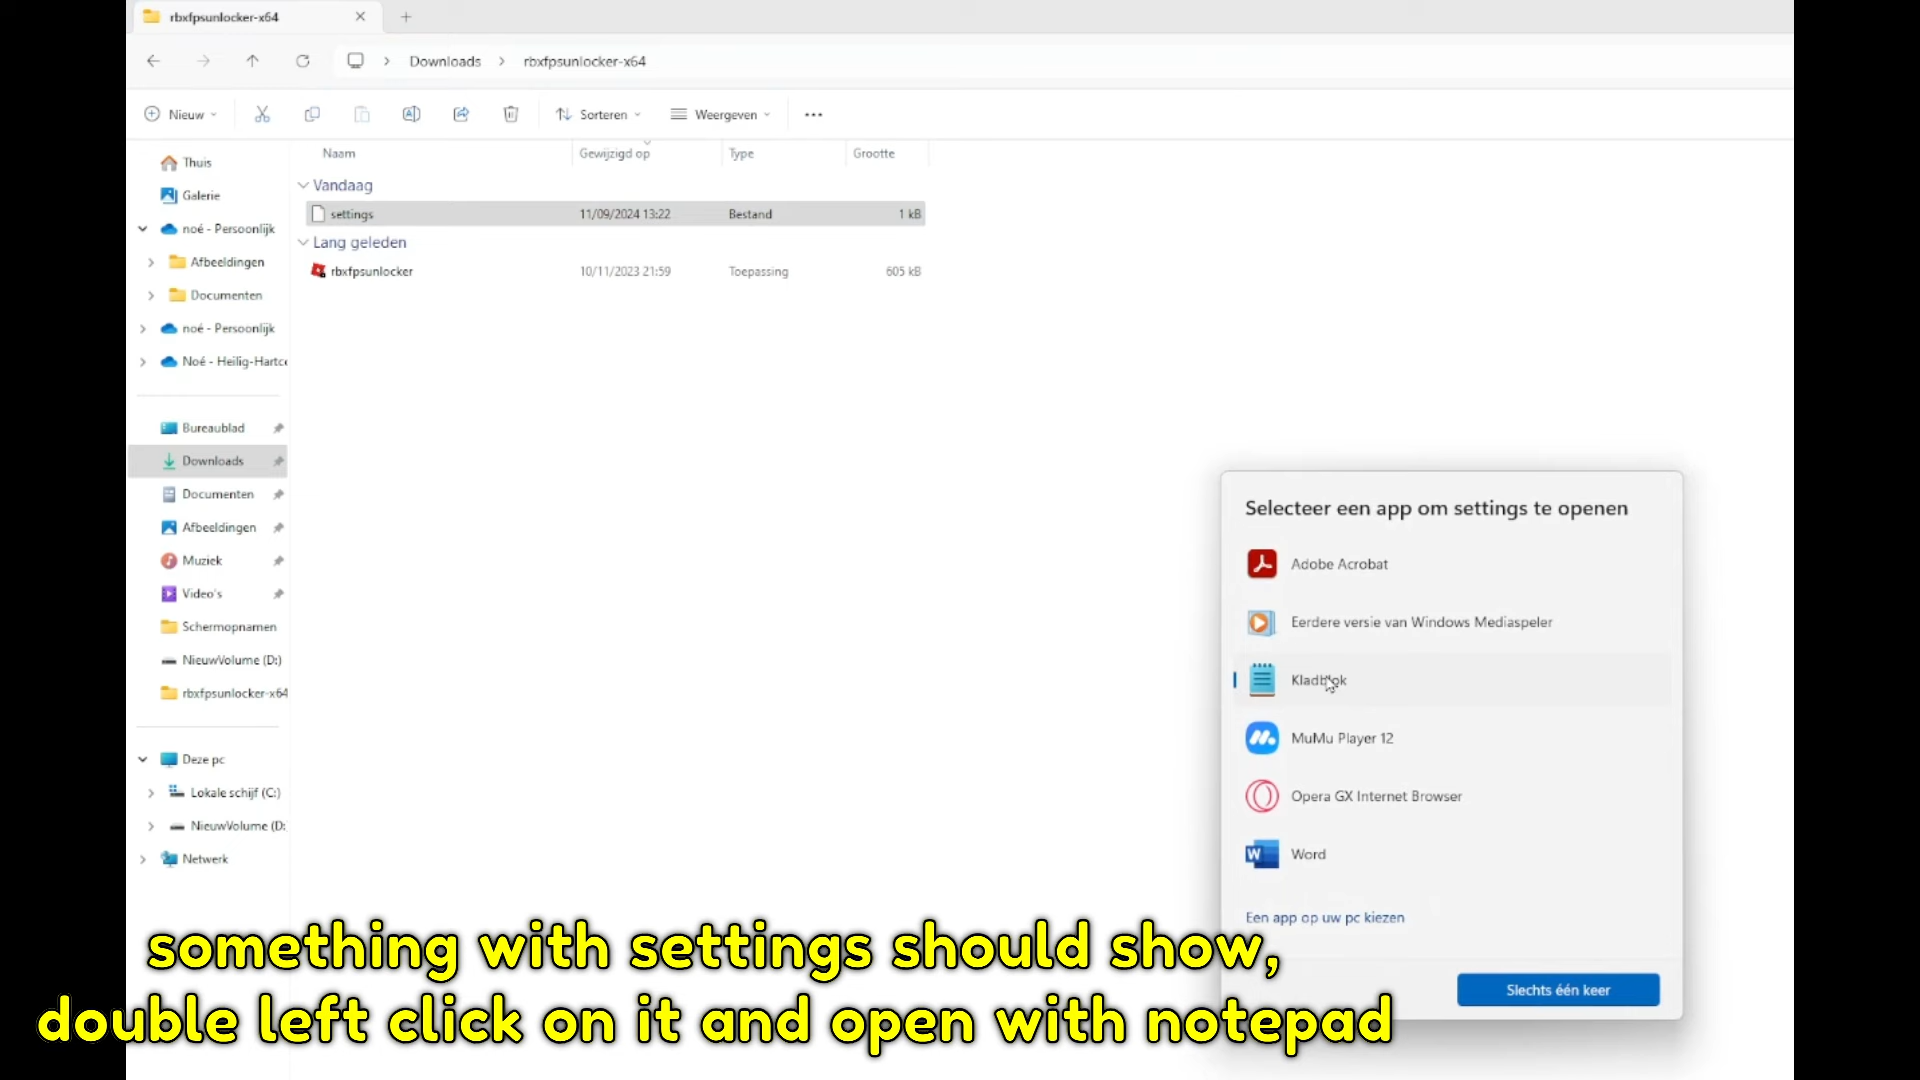 rbxfpsunlocker-x64
Downloads > rbxfpsunlocker-x64
Nieuw
Sorteren
Weergeven
Naam
Gewijzigd op
Type
Grootte
Thuis
Galerie
noé - Persoonlijk
Afbeeldingen
Documenten
noé - Persoonlijk
Noé - Heilig-Hartc
Bureaublad
Downloads
Documenten
Afbeeldingen
Muziek
Video's
Schermopnamen
NieuwVolume (D:)
rbxfpsunlocker-x64
Deze pc
Lokale schijf (C:)
NieuwVolume (D:
Netwerk
Vandaag
settings 11/09/2024 13:22 Bestand 1 kB
Lang geleden
rbxfpsunlocker 10/11/2023 21:59 Toepassing 605 kB
Selecteer een app om settings te openen
Adobe Acrobat
Eerdere versie van Windows Mediaspeler
Kladblok
MuMu Player 12
Opera GX Internet Browser
Word
Een app op uw pc kiezen
Slechts één keer
something with settings should show,
double left click on it and open with notepad